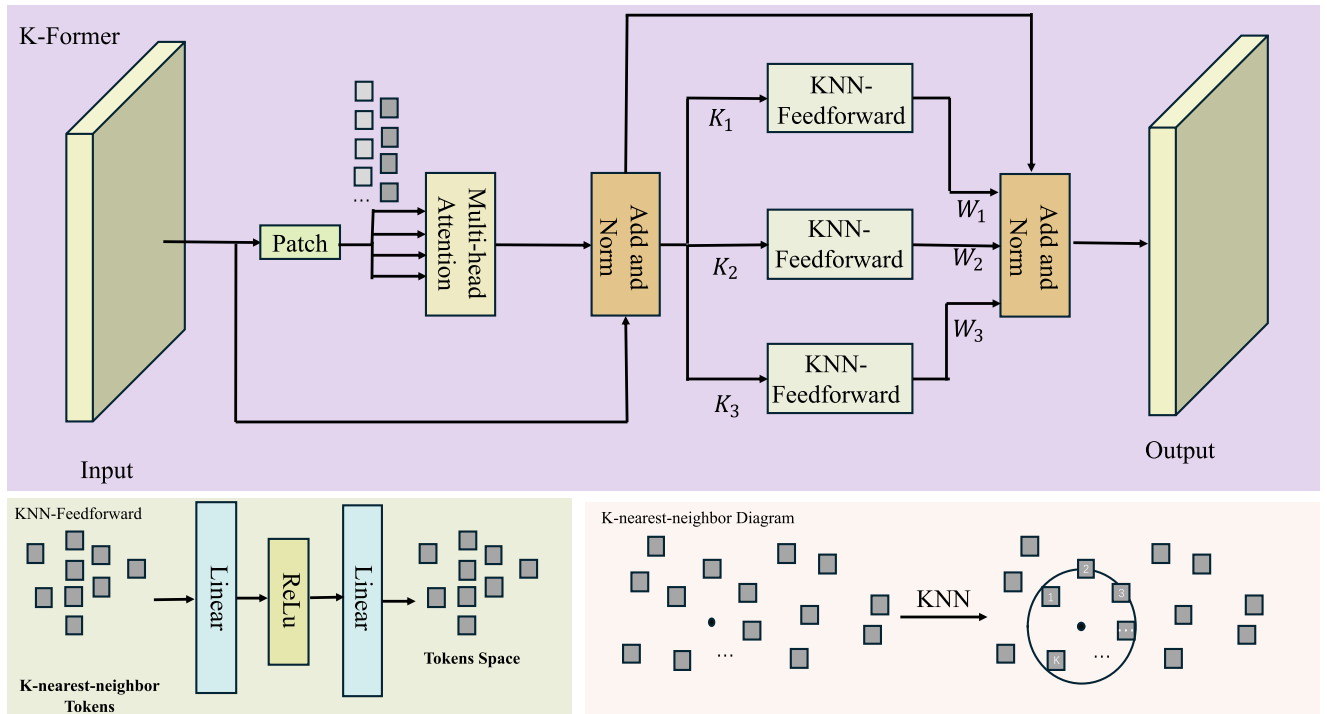 K-Former
Input
Patch
...
Multi-head
Attention
Add and
Norm
K₁
K₂
K₃
KNN-
Feedforward
KNN-
Feedforward
KNN-
Feedforward
W₁
W₂
W₃
Add and
Norm
Output
KNN-Feedforward
K-nearest-neighbor
Tokens
Linear
ReLu
Linear
Tokens Space
K-nearest-neighbor Diagram
...
KNN
1
2
3
...
K
...